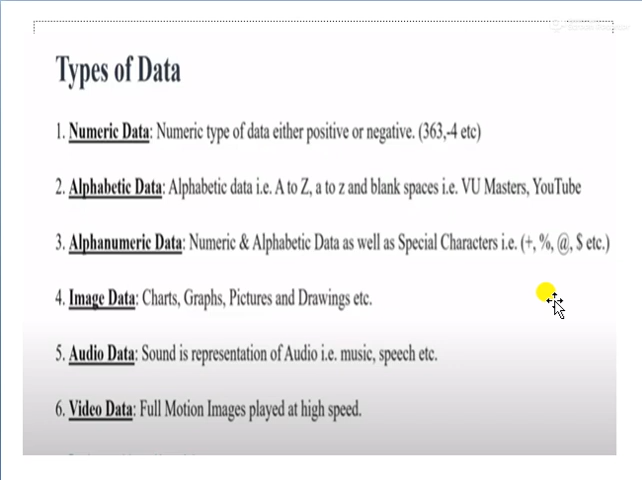 Types of Data
1. Numeric Data: Numeric type of data either positive or negative. (363,-4 etc)
2. Alphabetic Data: Alphabetic data i.e. A to Z, a to z and blank spaces i.e. VU Masters, YouTube
3. Alphanumeric Data: Numeric & Alphabetic Data as well as Special Characters i.e. (+, %, @, $ etc.)
4. Image Data: Charts, Graphs, Pictures and Drawings etc.
5. Audio Data: Sound is representation of Audio i.e. music, speech etc.
6. Video Data: Full Motion Images played at high speed.